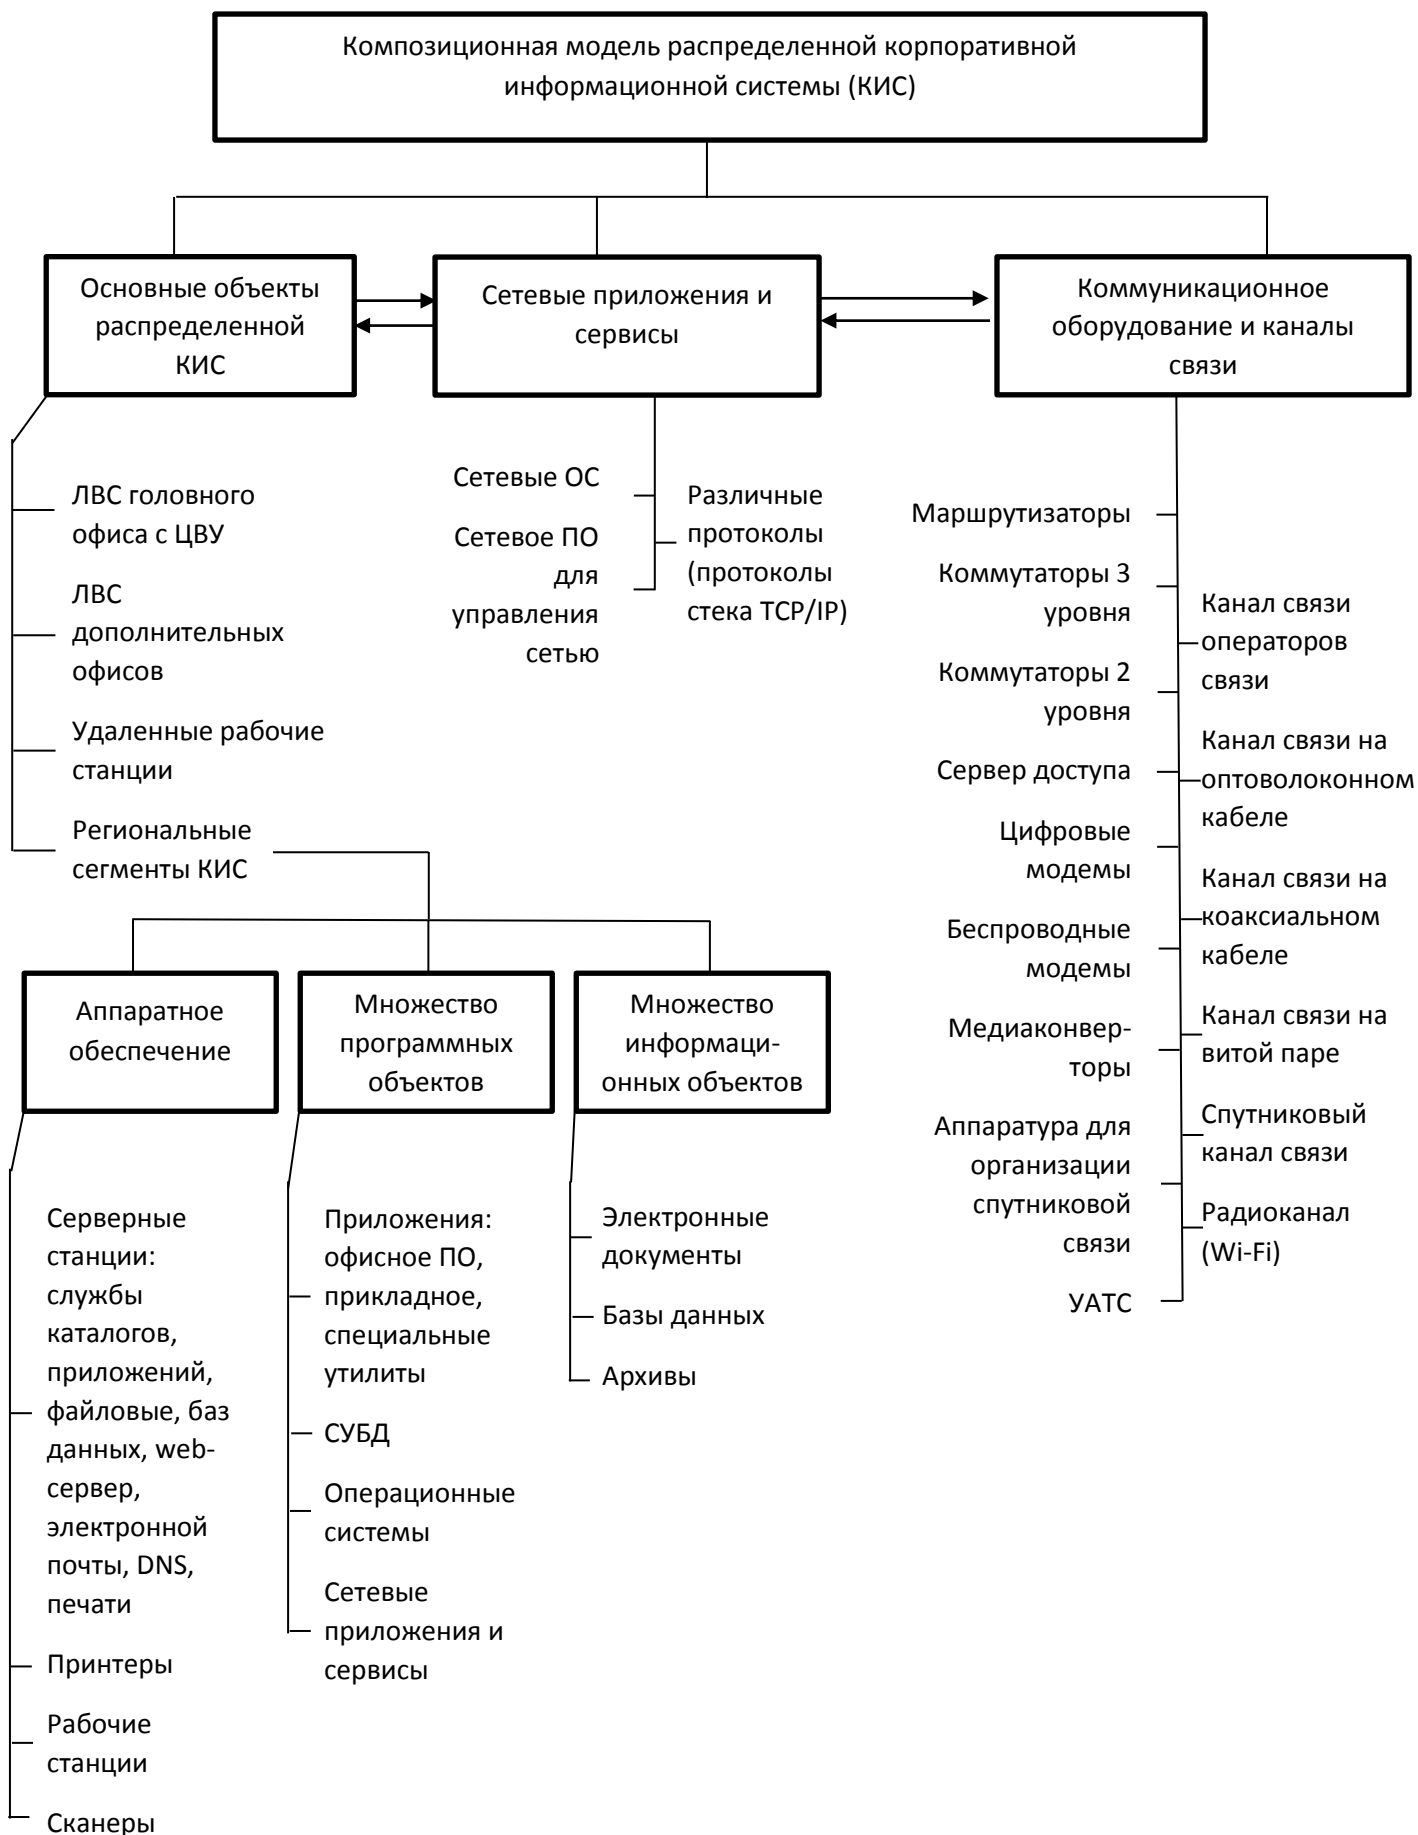 Композиционная модель распределенной корпоративной
информационной системы (КИС)
Основные объекты
распределенной
КИС
Сетевые приложения и
сервисы
Коммуникационное
оборудование и каналы
связи
ЛВС головного
офиса с ЦВУ
ЛВС
дополнительных
офисов
Удаленные рабочие
станции
Региональные
сегменты КИС
Сетевые ОС
Сетевое ПО
для
управления
сетью
Различные
протоколы
(протоколы
стека TCP/IP)
Маршрутизаторы
Коммутаторы 3
уровня
Коммутаторы 2
уровня
Сервер доступа
Цифровые
модемы
Беспроводные
модемы
Медиаконвер-
торы
Аппаратура для
организации
спутниковой
связи
УАТС
Канал связи
операторов
связи
Канал связи на
оптоволоконном
кабеле
Канал связи на
коаксиальном
кабеле
Канал связи на
витой паре
Спутниковый
канал связи
Радиоканал
(Wi-Fi)
Аппаратное
обеспечение
Множество
программных
объектов
Множество
информаци-
онных объектов
Серверные
станции:
службы
каталогов,
приложений,
файловые, баз
данных, web-
сервер,
электронной
почты, DNS,
печати
Принтеры
Рабочие
станции
Сканеры
Приложения:
офисное ПО,
прикладное,
специальные
утилиты
СУБД
Операционные
системы
Сетевые
приложения и
сервисы
Электронные
документы
Базы данных
Архивы